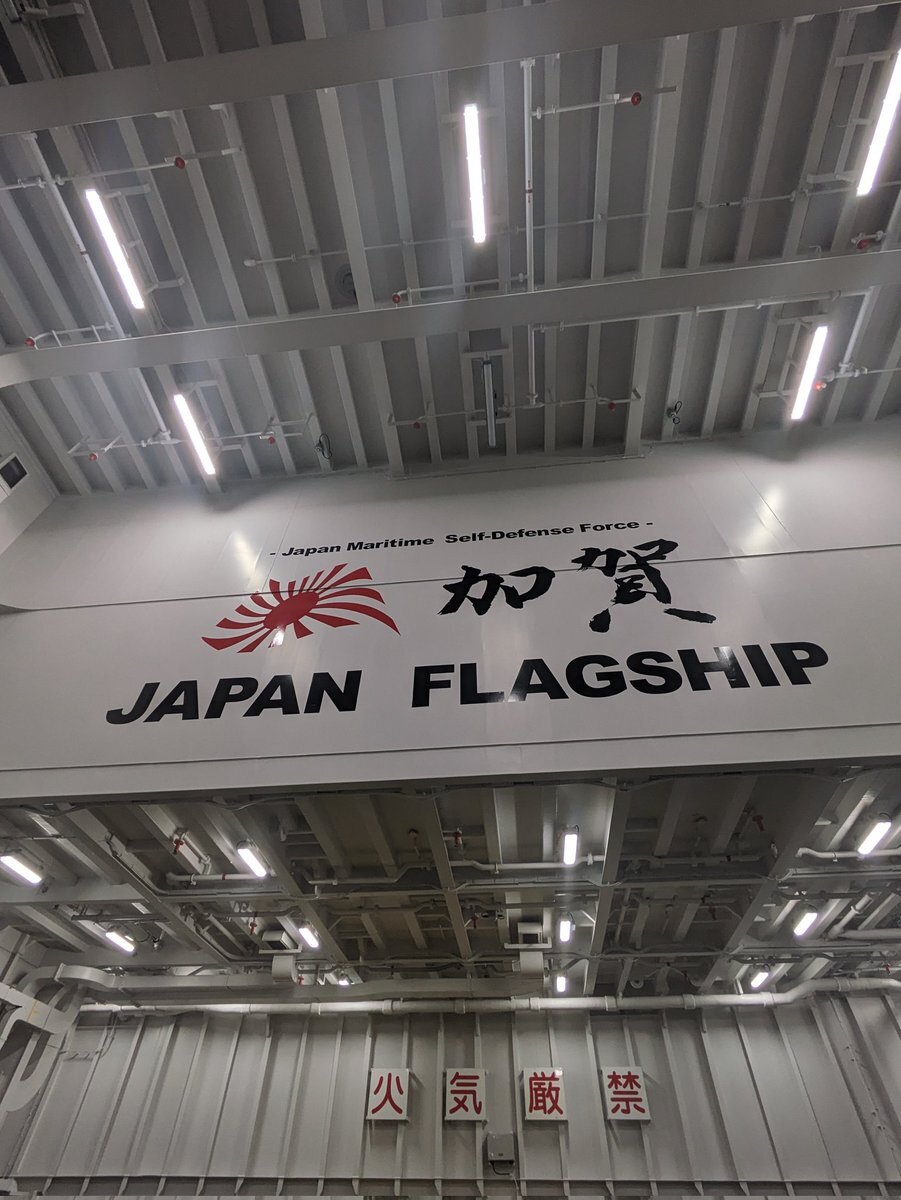 - Japan Maritime Self-Defense Force -
加賀
JAPAN FLAGSHIP
火気厳禁